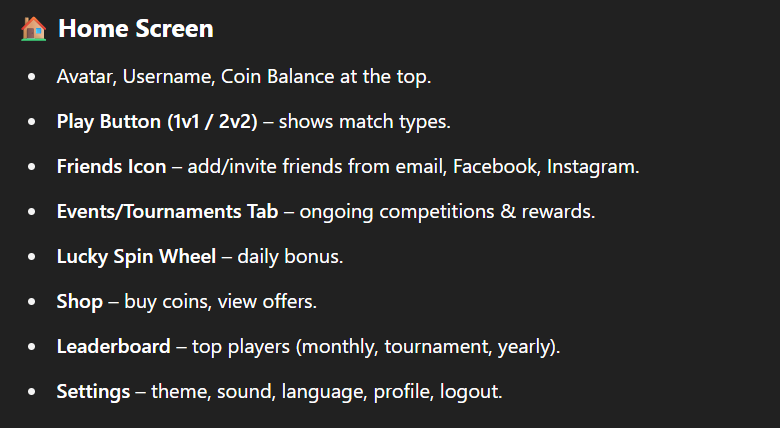 🏠 Home Screen
• Avatar, Username, Coin Balance at the top.
• Play Button (1v1 / 2v2) – shows match types.
• Friends Icon – add/invite friends from email, Facebook, Instagram.
• Events/Tournaments Tab – ongoing competitions & rewards.
• Lucky Spin Wheel – daily bonus.
• Shop – buy coins, view offers.
• Leaderboard – top players (monthly, tournament, yearly).
• Settings – theme, sound, language, profile, logout.